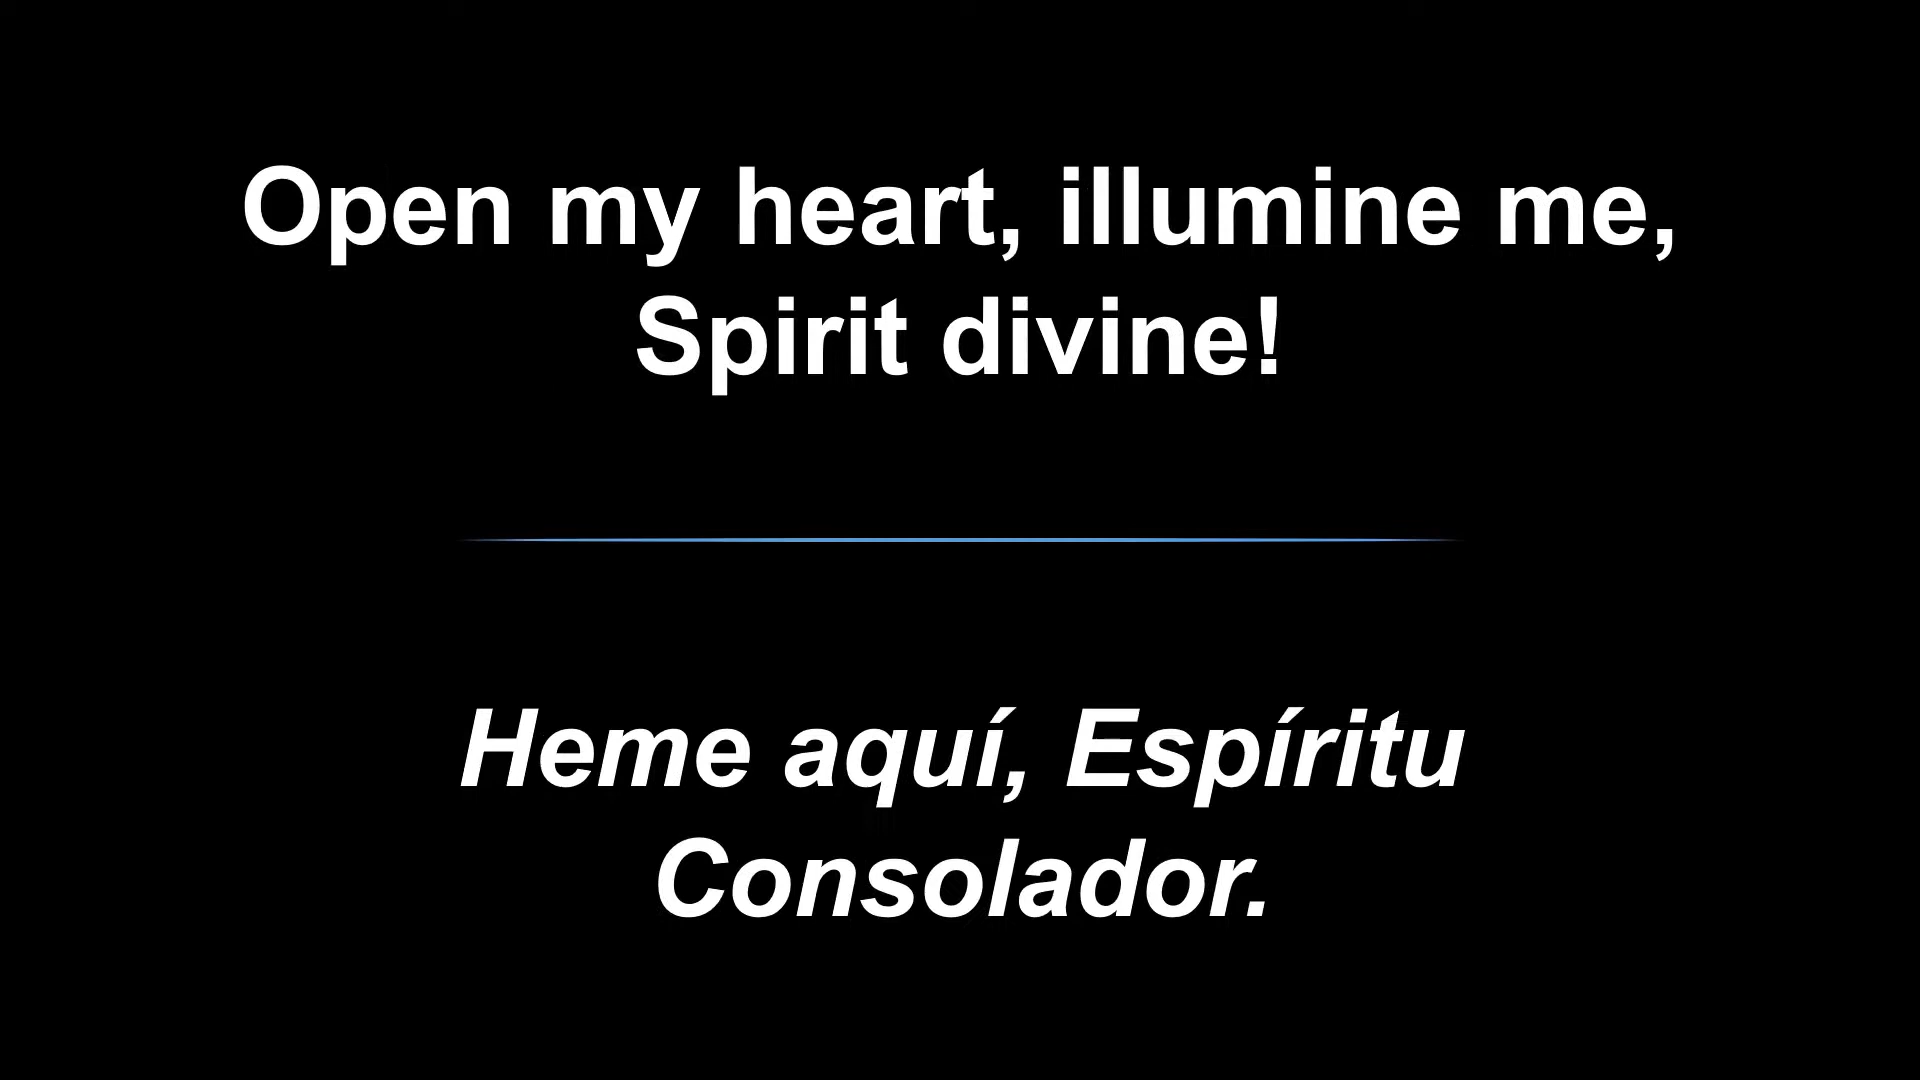 Open my heart, illumine me,
Spirit divine!
Heme aquí, Espíritu
Consolador.